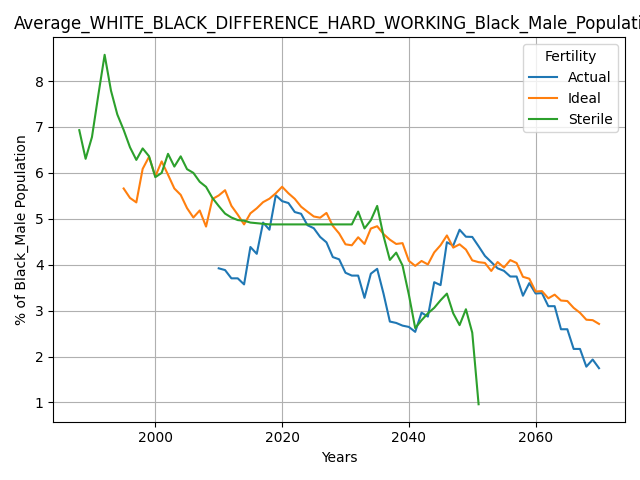 Average_WHITE_BLACK_DIFFERENCE_HARD_WORKING_Black_Male_Populati
% of Black_Male Population
8
7
6
5
4
3
2
1
2000
2020
2040
2060
Years
Fertility
Actual
Ideal
Sterile